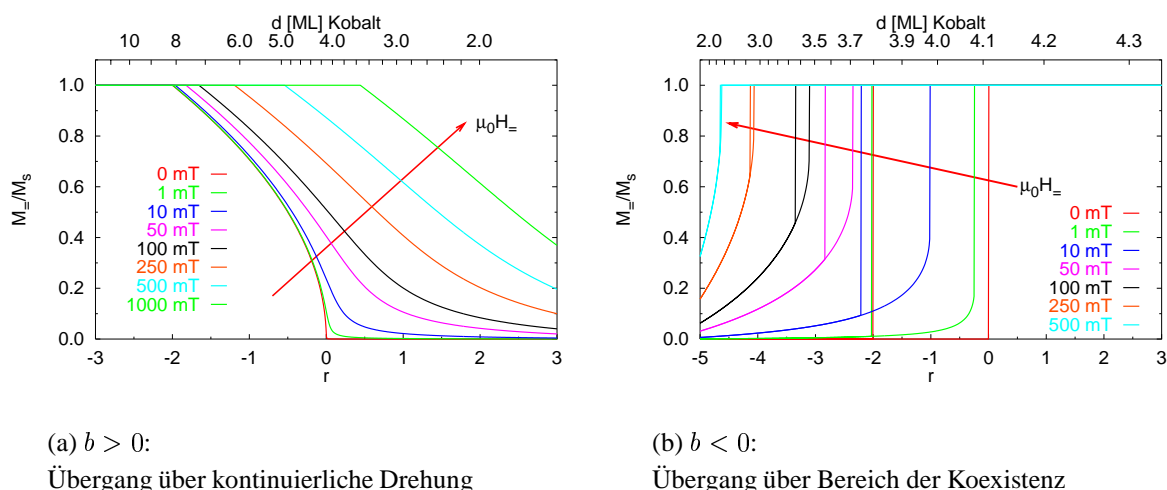 d [ML] Kobalt
10 8 7 6.0 5.0 4.0 3.0 2.0
1.0
0.8
0.6
0.4
0.2
0.0
M=/Ms
μ0H=
0 mT
1 mT
10 mT
50 mT
100 mT
250 mT
500 mT
1000 mT
-3 -2 -1 0 1 2 3
r
(a) b > 0:
Übergang über kontinuierliche Drehung
d [ML] Kobalt
2.0 3.0 3.5 3.7 3.9 4.0 4.1 4.2 4.3
1.0
0.8
0.6
0.4
0.2
0.0
M=/Ms
μ0H=
0 mT
1 mT
10 mT
50 mT
100 mT
250 mT
500 mT
-5 -4 -3 -2 -1 0 1 2 3
r
(b) b < 0:
Übergang über Bereich der Koexistenz